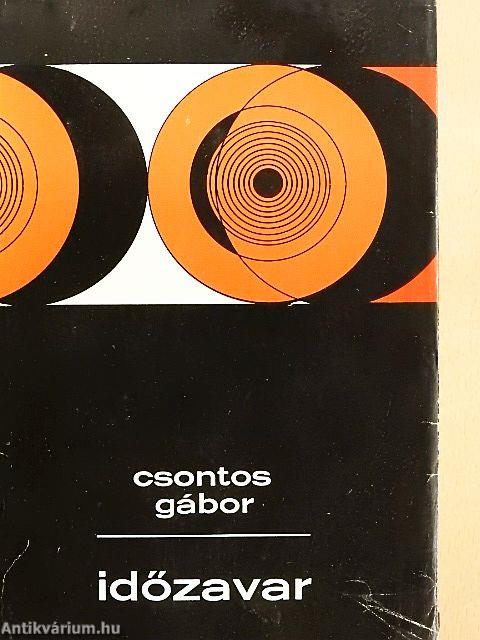 csontos
gábor
időzavar
Antikvárium.hu